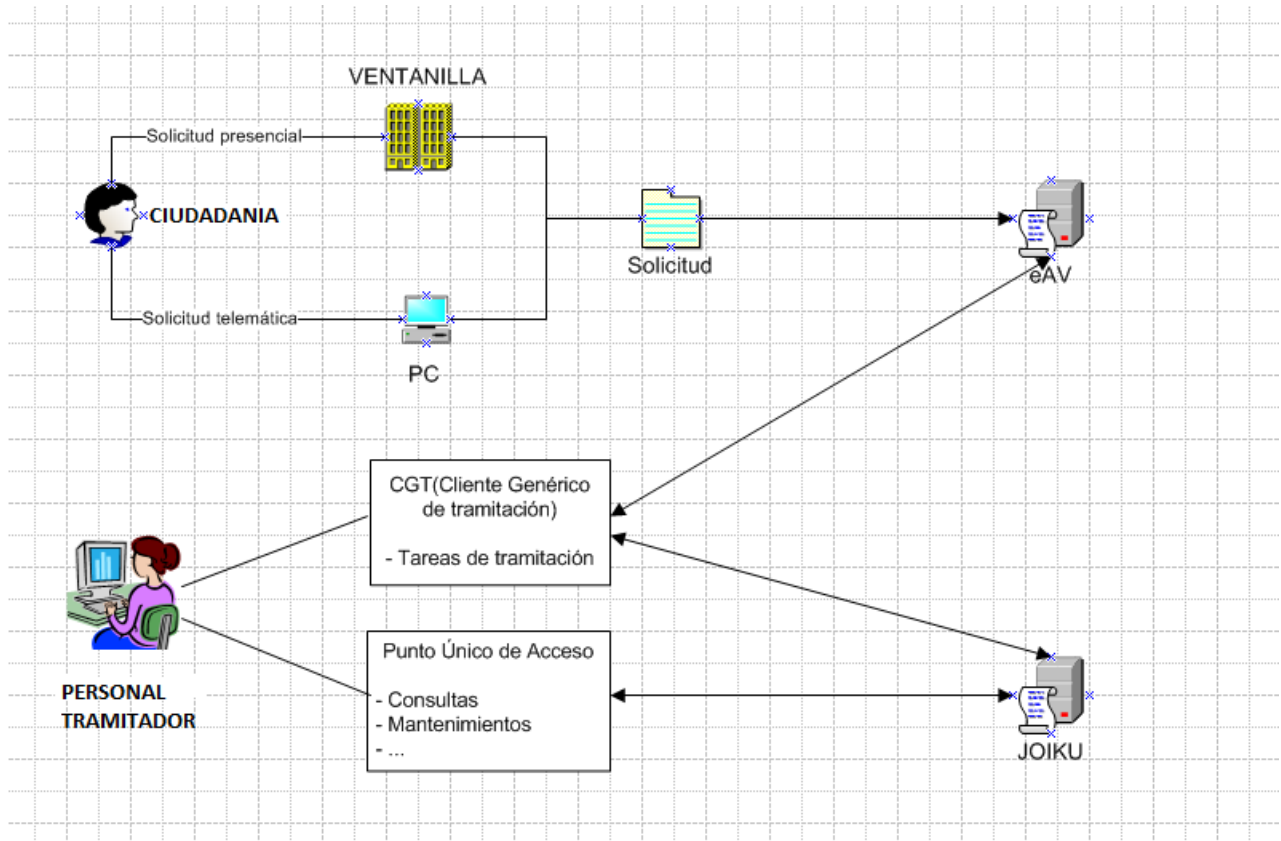 VENTANILLA
Solicitud presencial
CIUDADANIA
Solicitud
eAV
Solicitud telemática
PC
CGT(Cliente Genérico
de tramitación)
- Tareas de tramitación
Punto Único de Acceso
- Consultas
- Mantenimientos
- ...
PERSONAL
TRAMITADOR
JOIKU